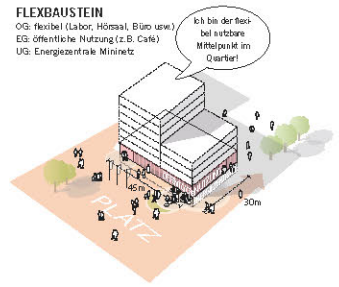 FLEXBAUSTEIN
OG: flexibel (Labor, Hörsaal, Büro usw.)
EG: öffentliche Nutzung (z.B. Café)
UG: Energiezentrale Mininetz
Ich bin der flexi-
bel nutzbare
Mittelpunkt im
Quartier!
45m
30m
PLATZ